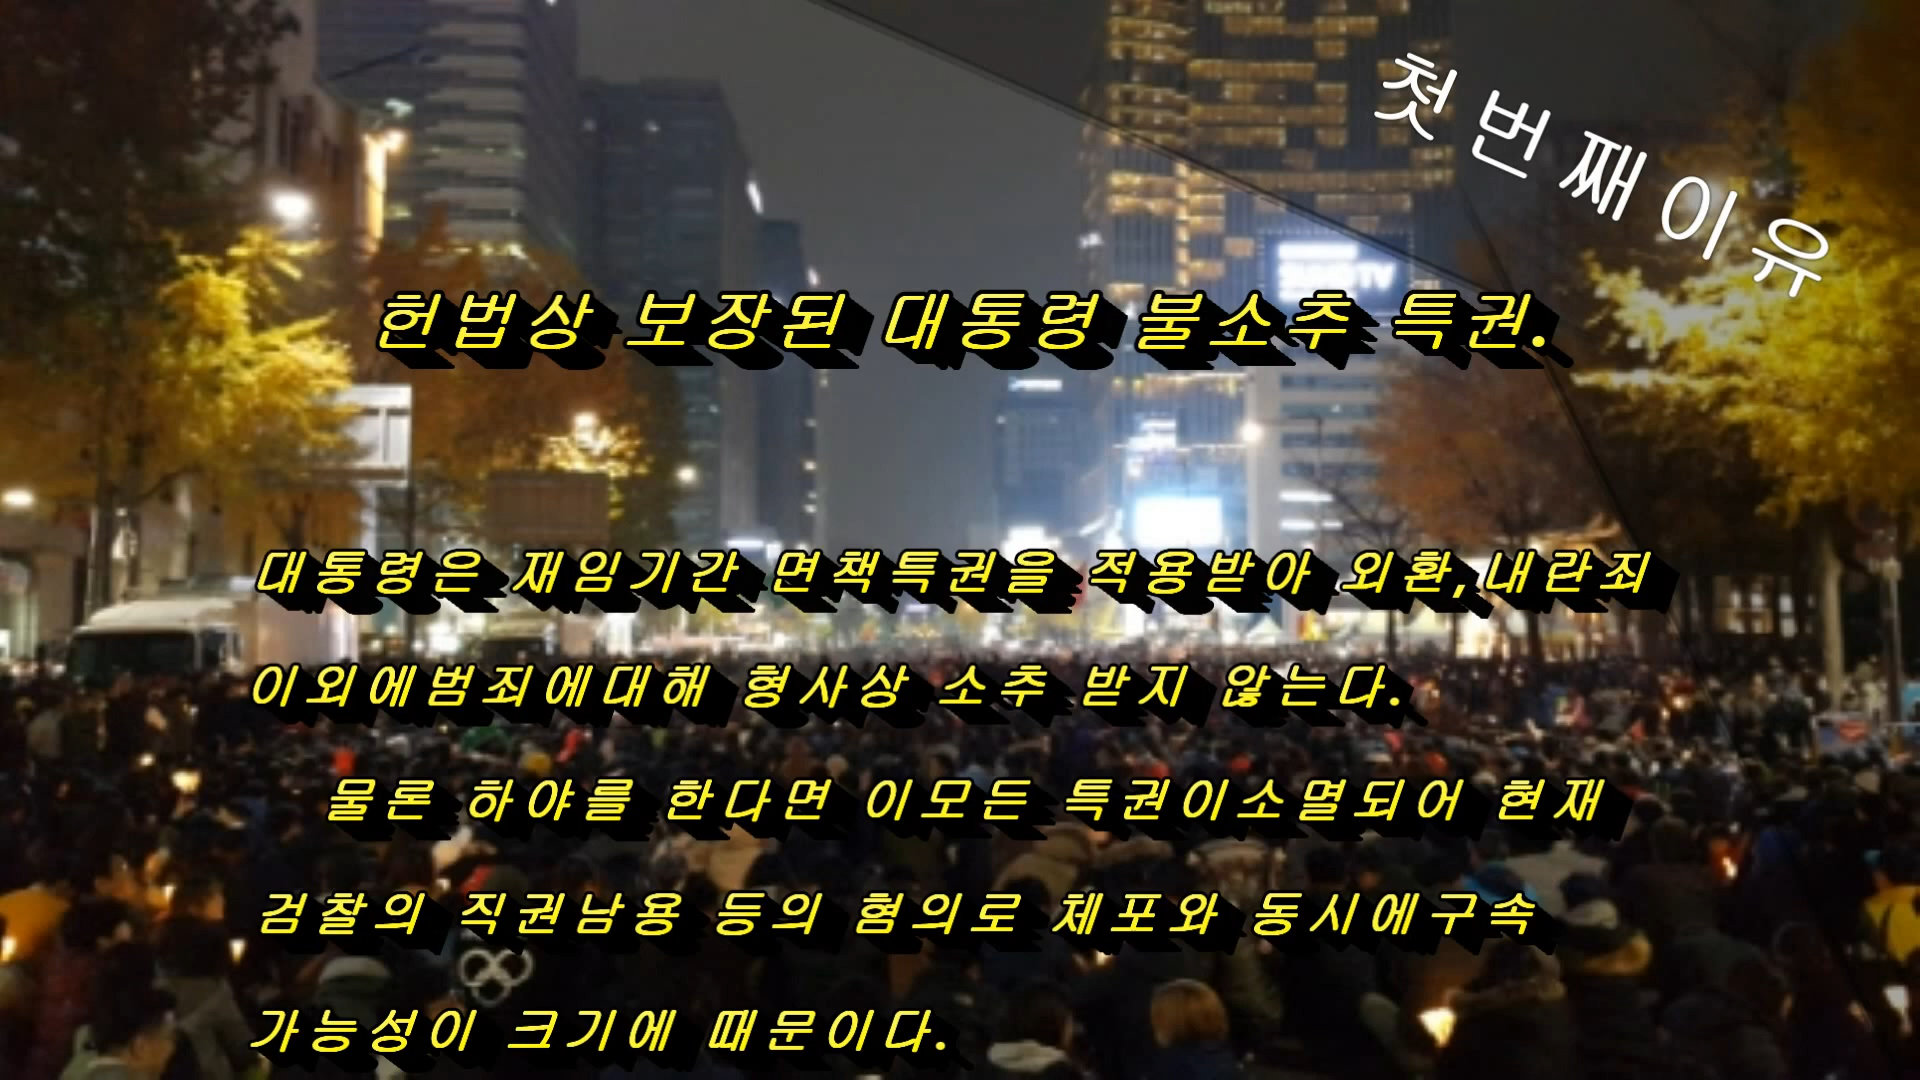 첫번째이유
헌법상 보장된 대통령 불소추 특권.
대통령은 재임기간 면책특권을 적용받아 외환,내란죄
이외에범죄에대해 형사상 소추 받지 않는다.
물론 하야를 한다면 이모든 특권이소멸되어 현재
검찰의 직권남용 등의 혐의로 체포와 동시에구속
가능성이 크기에 때문이다.